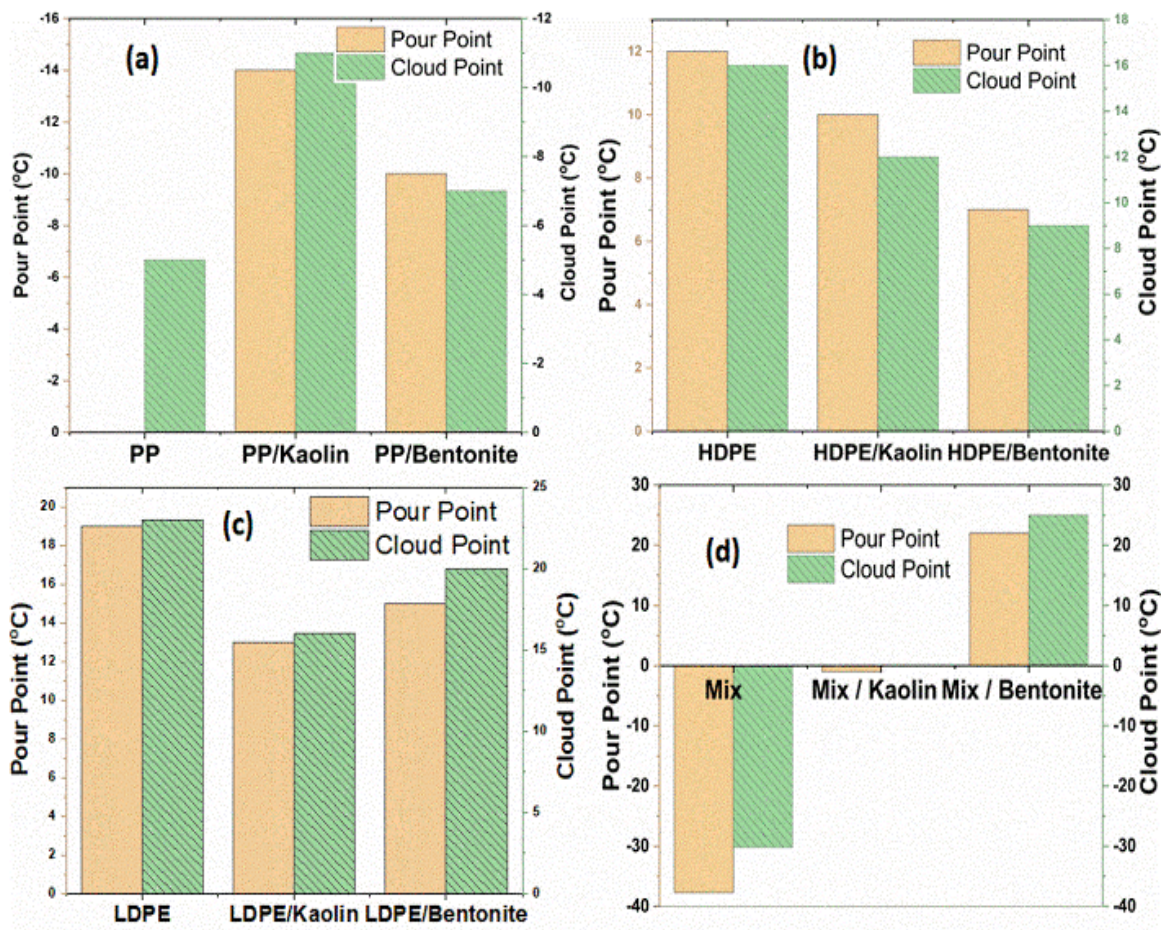 (a)
Pour Point
Cloud Point
-16
-14
-12
-10
-8
-6
-4
-2
0
Pour Point (°C)
-12
-10
-8
-6
-4
-2
0
Cloud Point (°C)
PP PP/Kaolin PP/Bentonite
(b)
Pour Point
Cloud Point
12
10
8
6
4
2
0
Pour Point (°C)
18
16
14
12
10
8
6
4
2
0
Cloud Point (°C)
HDPE HDPE/Kaolin HDPE/Bentonite
(c)
Pour Point
Cloud Point
20
18
16
14
12
10
8
6
4
2
0
Pour Point (°C)
25
20
15
10
5
0
Cloud Point (°C)
LDPE LDPE/Kaolin LDPE/Bentonite
(d)
Pour Point
Cloud Point
30
20
10
0
-10
-20
-30
-40
Pour Point (°C)
30
20
10
0
-10
-20
-30
-40
Cloud Point (°C)
Mix Mix / Kaolin Mix / Bentonite